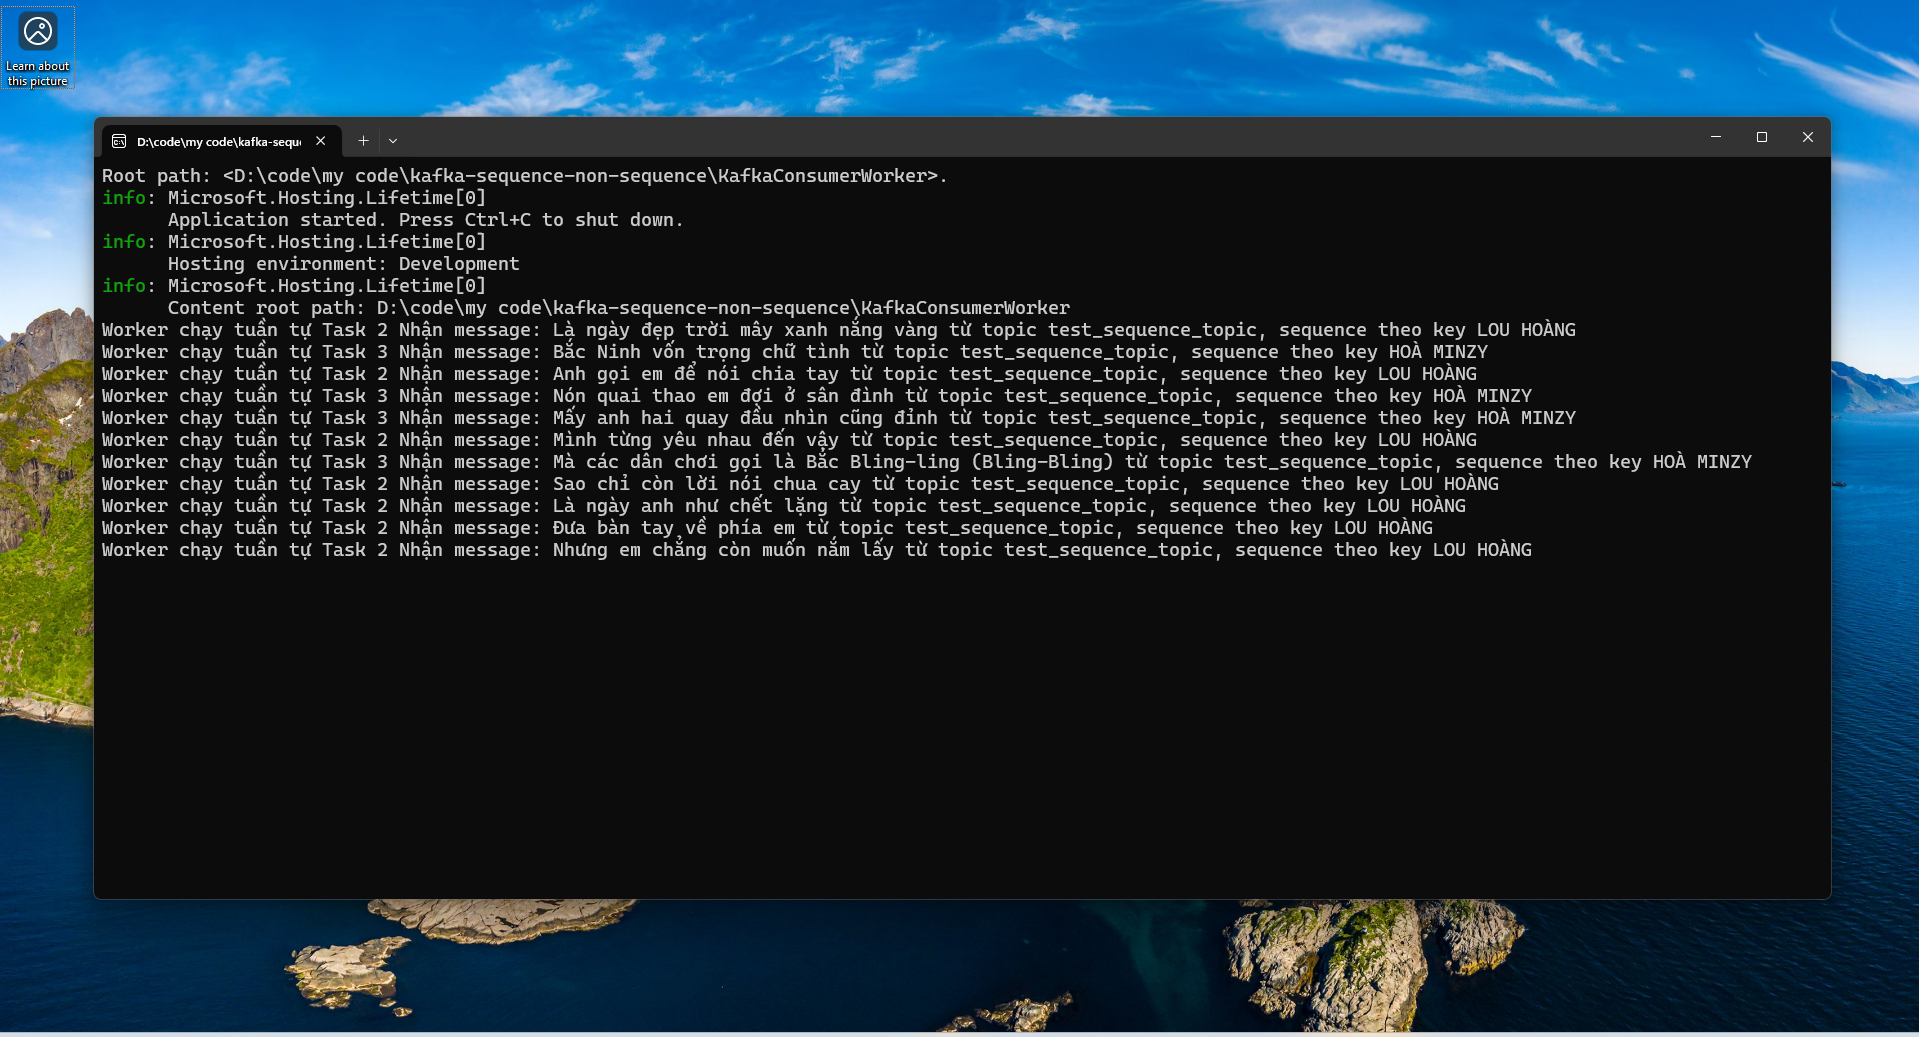 Learn about
this picture
D:\code\my code\kafka-sequ
Root path: <D:\code\my code\kafka-sequence-non-sequence\KafkaConsumerWorker>.
info: Microsoft.Hosting.Lifetime[0]
Application started. Press Ctrl+C to shut down.
info: Microsoft.Hosting.Lifetime[0]
Hosting environment: Development
info: Microsoft.Hosting.Lifetime[0]
Content root path: D:\code\my code\kafka-sequence-non-sequence\KafkaConsumerWorker
Worker chạy tuần tự Task 2 Nhận message: Là ngày đẹp trời mây xanh nắng vàng từ topic test_sequence_topic, sequence theo key LOU HOÀNG
Worker chạy tuần tự Task 3 Nhận message: Bắc Ninh vốn trọng chữ tình từ topic test_sequence_topic, sequence theo key HOÀ MINZY
Worker chạy tuần tự Task 2 Nhận message: Anh gọi em để nói chia tay từ topic test_sequence_topic, sequence theo key LOU HOÀNG
Worker chạy tuần tự Task 3 Nhận message: Nón quai thao em đợi ở sân đình từ topic test_sequence_topic, sequence theo key HOÀ MINZY
Worker chạy tuần tự Task 3 Nhận message: Mấy anh hai quay đầu nhìn cũng đỉnh từ topic test_sequence_topic, sequence theo key HOÀ MINZY
Worker chạy tuần tự Task 2 Nhận message: Mình từng yêu nhau đến vậy từ topic test_sequence_topic, sequence theo key LOU HOÀNG
Worker chạy tuần tự Task 3 Nhận message: Mà các dân chơi gọi là Bắc Bling-ling (Bling-Bling) từ topic test_sequence_topic, sequence theo key HOÀ MINZY
Worker chạy tuần tự Task 2 Nhận message: Sao chỉ còn lời nói chua cay từ topic test_sequence_topic, sequence theo key LOU HOÀNG
Worker chạy tuần tự Task 2 Nhận message: Là ngày anh như chết lặng từ topic test_sequence_topic, sequence theo key LOU HOÀNG
Worker chạy tuần tự Task 2 Nhận message: Đưa bàn tay về phía em từ topic test_sequence_topic, sequence theo key LOU HOÀNG
Worker chạy tuần tự Task 2 Nhận message: Nhưng em chẳng còn muốn nắm lấy từ topic test_sequence_topic, sequence theo key LOU HOÀNG